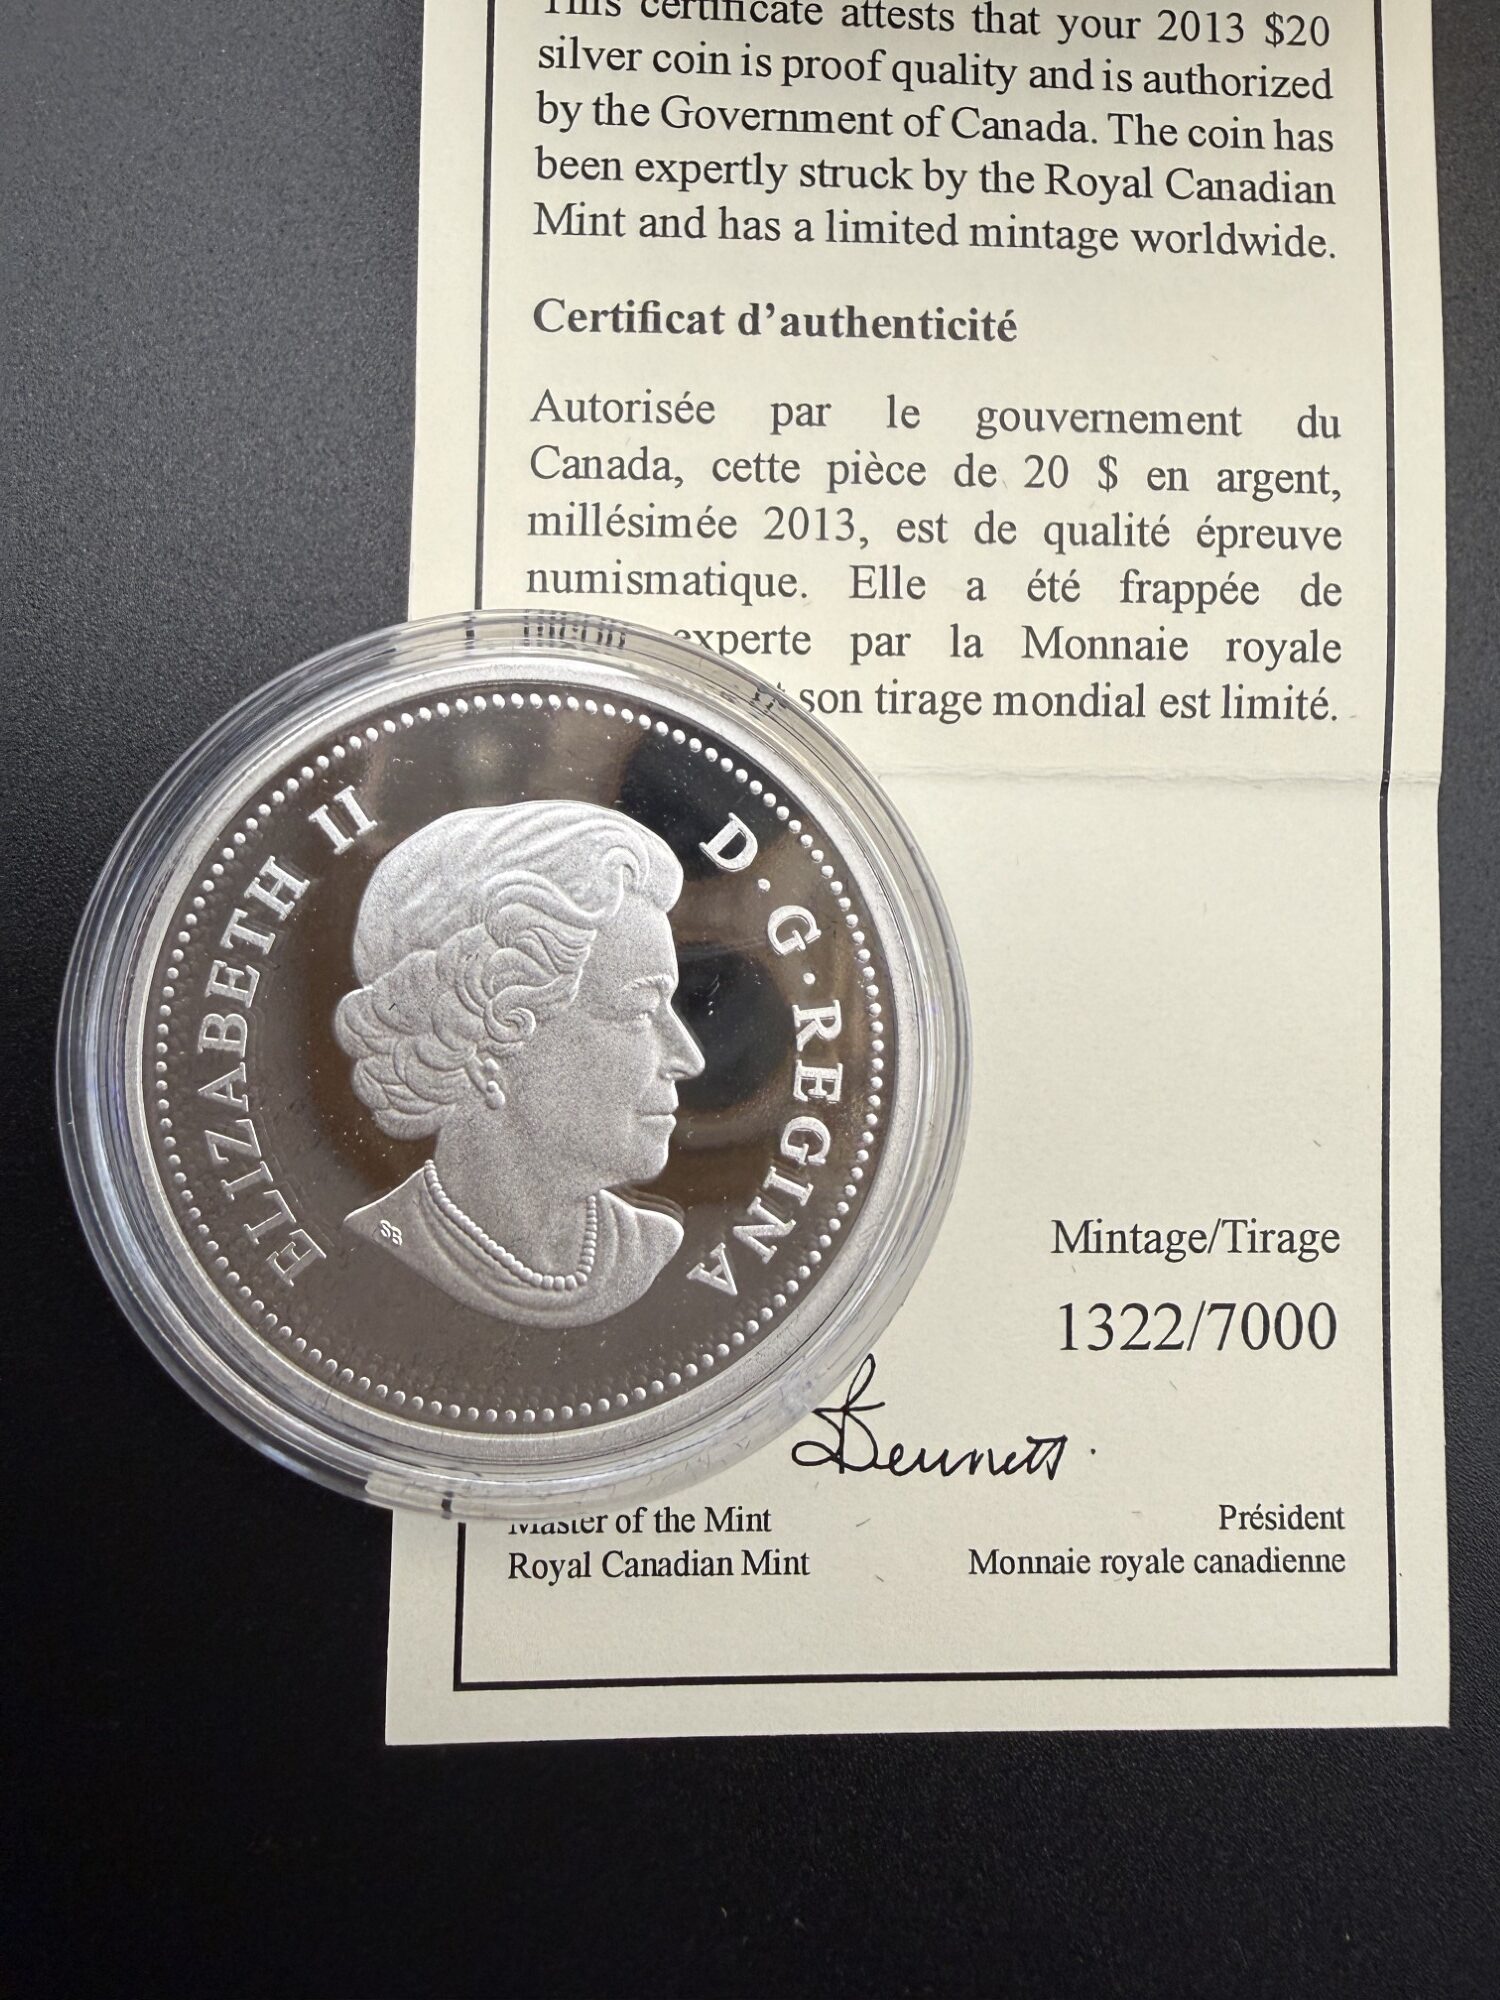 This certificate attests that your 2013 $20
silver coin is proof quality and is authorized
by the Government of Canada. The coin has
been expertly struck by the Royal Canadian
Mint and has a limited mintage worldwide.
Certificat d'authenticité
Autorisée par le gouvernement du
Canada, cette pièce de 20 $ en argent,
millésimée 2013, est de qualité épreuve
numismatique. Elle a été frappée de
experte par la Monnaie royale
son tirage mondial est limité.
ELIZABETH II D·G·REGINA
SB
Mintage/Tirage
1322/7000
Bennett
Master of the Mint
Royal Canadian Mint
Président
Monnaie royale canadienne